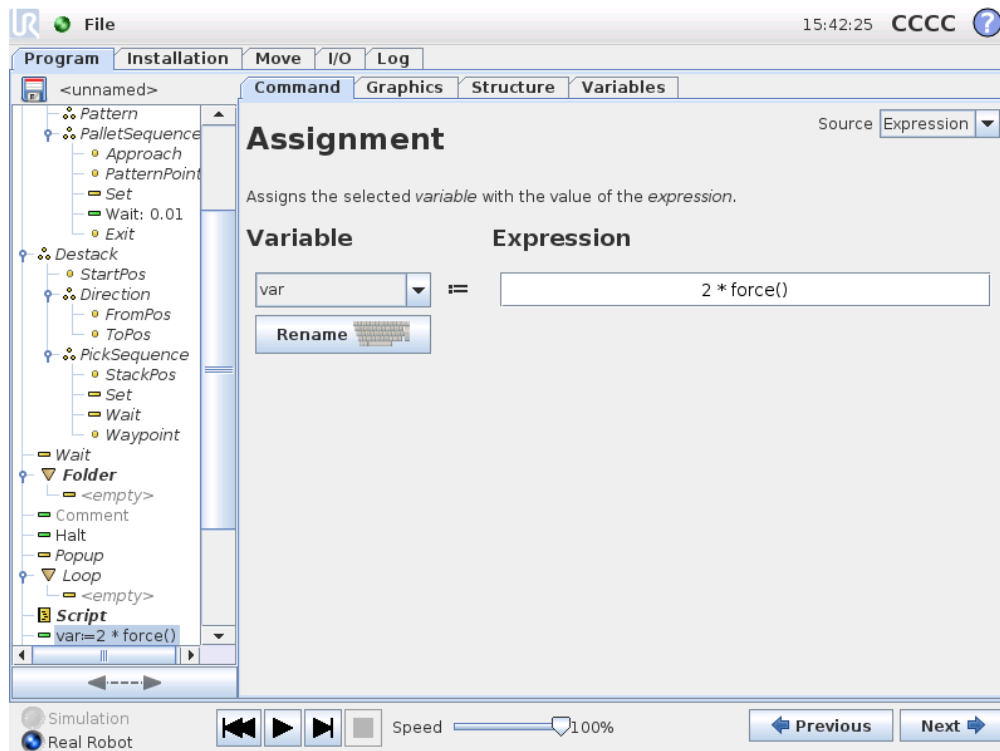 UR File 15:42:25 CCCC ?
Program Installation Move I/O Log
<unnamed>
Command Graphics Structure Variables
Pattern
PalletSequence
Approach
PatternPoint
Set
Wait: 0.01
Exit
Destack
StartPos
Direction
FromPos
ToPos
PickSequence
StackPos
Set
Wait
Waypoint
Wait
Folder
<empty>
Comment
Halt
Popup
Loop
<empty>
Script
var:=2 * force()
Assignment
Source Expression
Assigns the selected variable with the value of the expression.
Variable Expression
var := 2 * force()
Rename
Simulation
Real Robot
Speed 100%
Previous Next